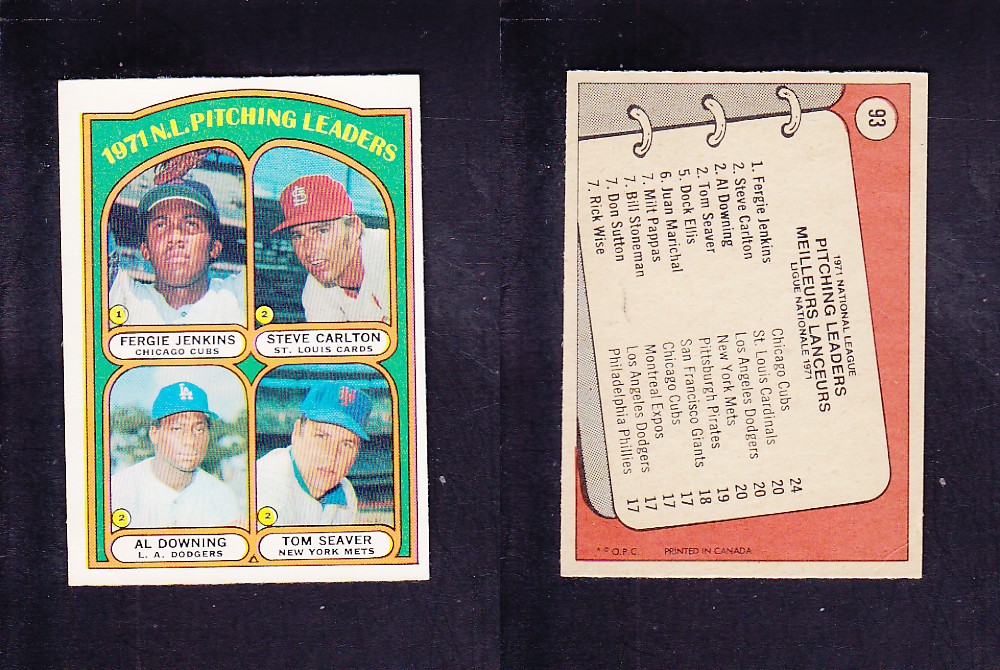 1971 N.L. PITCHING LEADERS
1
FERGIE JENKINS
CHICAGO CUBS
2
STEVE CARLTON
ST. LOUIS CARDS
LA
2
AL DOWNING
L. A. DODGERS
2
TOM SEAVER
NEW YORK METS
93
1971 NATIONAL LEAGUE
PITCHING LEADERS
MEILLEURS LANCEURS
LIGUE NATIONALE 1971
1. Fergie Jenkins Chicago Cubs 24
2. Steve Carlton St. Louis Cardinals 20
2. Al Downing Los Angeles Dodgers 20
2. Tom Seaver New York Mets 20
5. Dock Ellis Pittsburgh Pirates 19
6. Juan Marichal San Francisco Giants 18
7. Milt Pappas Chicago Cubs 17
7. Bill Stoneman Montreal Expos 17
7. Don Sutton Los Angeles Dodgers 17
7. Rick Wise Philadelphia Phillies 17
* © O.P.C. PRINTED IN CANADA